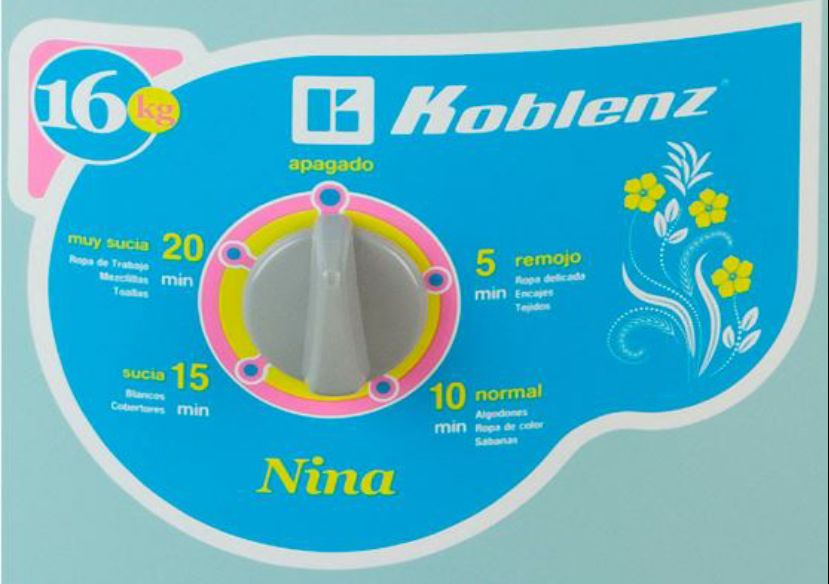 16 kg
Koblenz
apagado
muy sucia 20 min
Ropa de Trabajo
Mezclillas
Toallas
5 min remojo
Ropa delicada
Encajes
Tejidos
sucia 15 min
Blancos
Cobertores
10 min normal
Algodones
Ropa de color
Sábanas
Nina